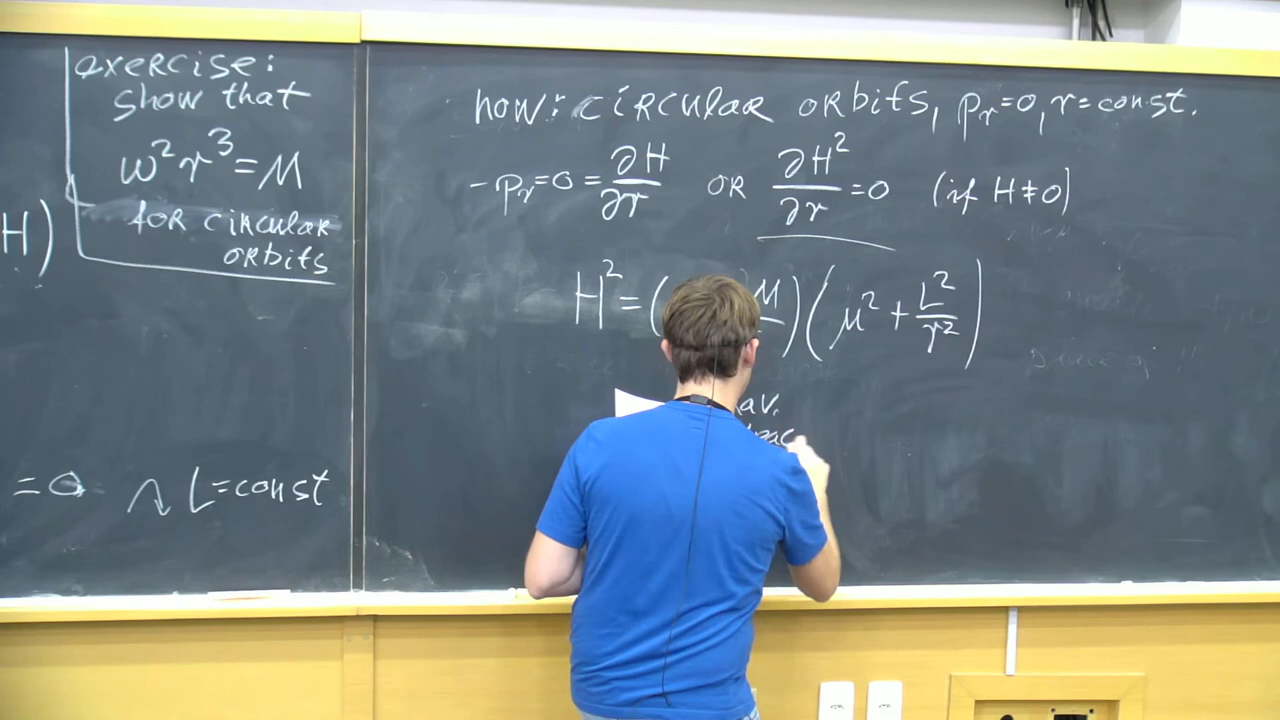 exercise:
show that
ω²r³=M
for circular
orbits
H)
=0 ↝ L=const
now: circular orbits, pᵣ=0, r=const.
-pᵣ=0=∂H/∂r or ∂H²/∂r=0 (if H≠0)
H²=( M )(μ²+L²/r²)
av.